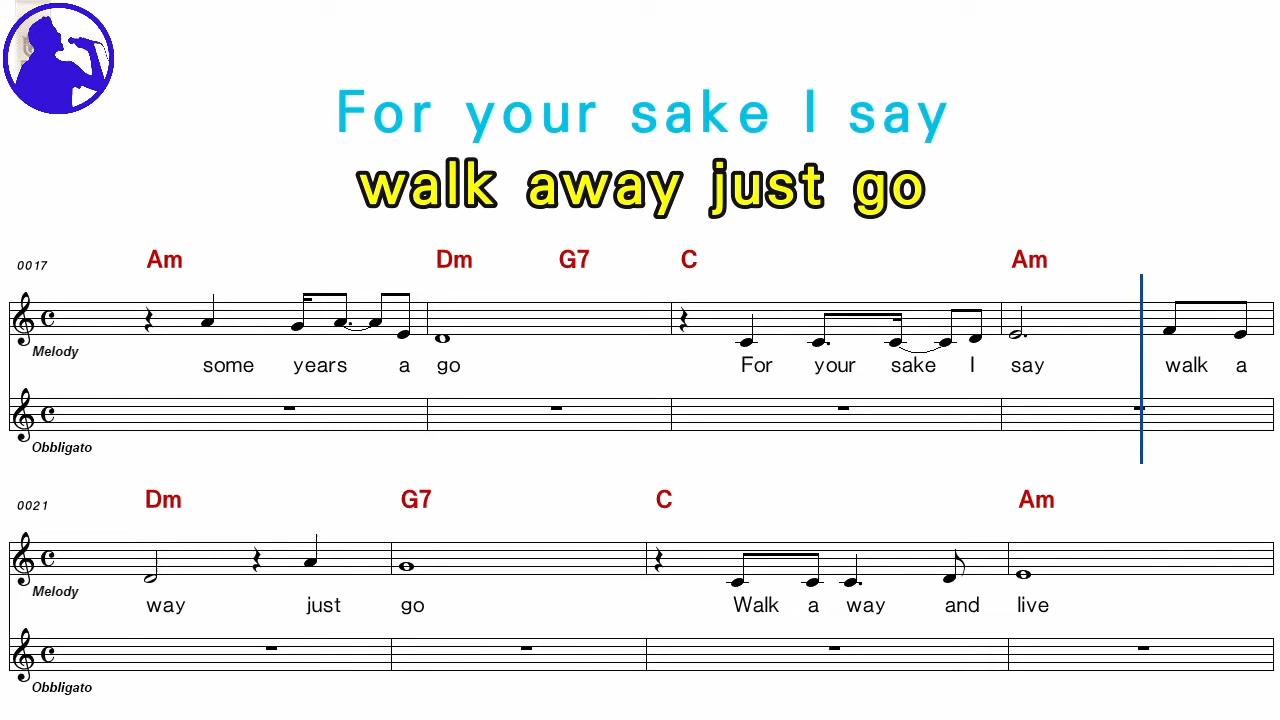 For your sake I say
walk away just go
0017 Am Dm G7 C Am
Melody
some years a go For your sake I say walk a
Obbligato
0021 Dm G7 C Am
Melody
way just go Walk a way and live
Obbligato